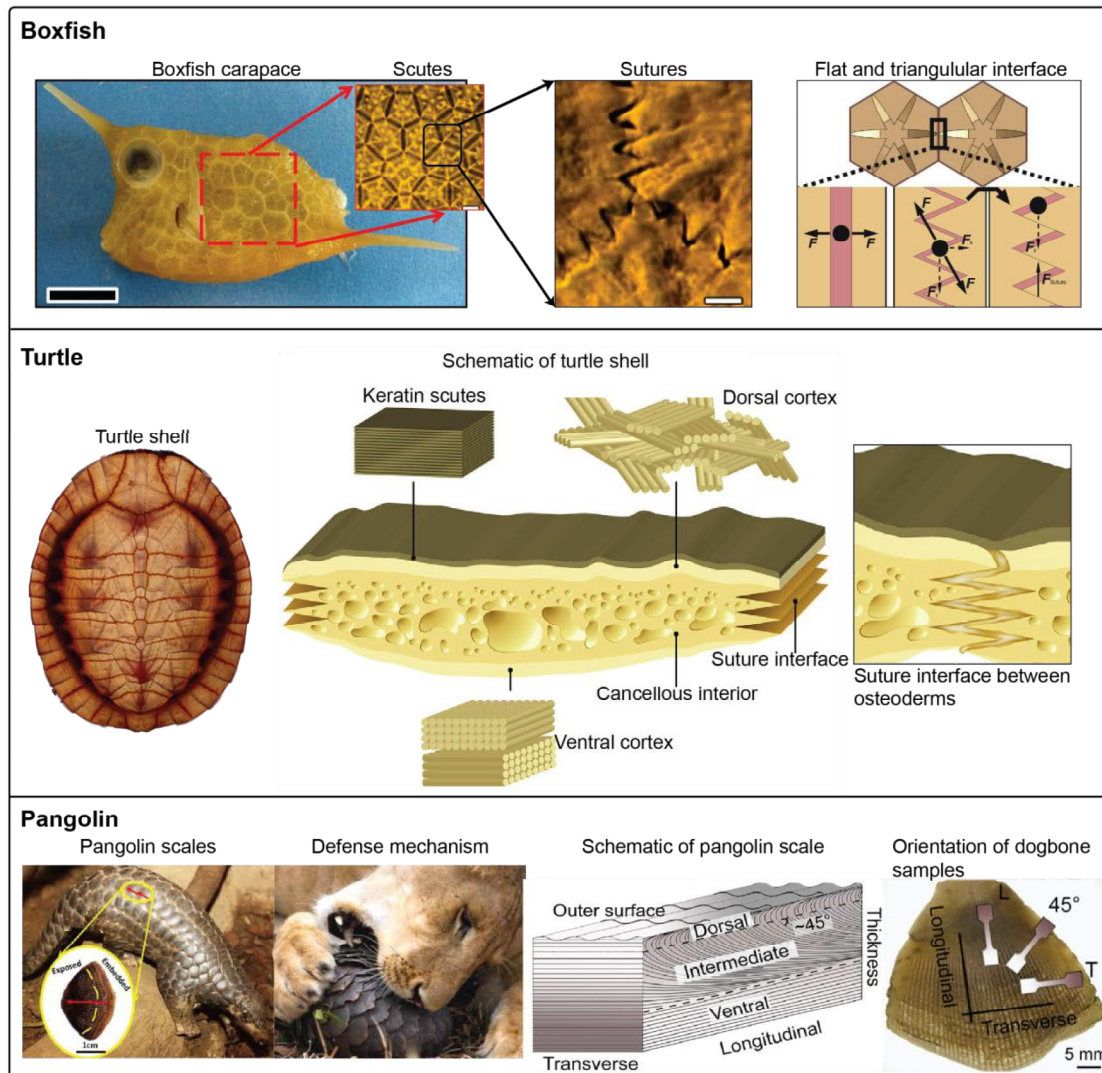 Boxfish
Boxfish carapace
Scutes
Sutures
Flat and triangulular interface
F
F
F
F
F
F
F
F Suture
Turtle
Schematic of turtle shell
Keratin scutes
Dorsal cortex
Turtle shell
Suture interface
Cancellous interior
Ventral cortex
Suture interface between
osteoderms
Pangolin
Pangolin scales
Defense mechanism
Schematic of pangolin scale
Orientation of dogbone
samples
Exposed
Embedded
1cm
Outer surface
Dorsal
~45°
Intermediate
Ventral
Thickness
Longitudinal
Transverse
L
45°
T
Longitudinal
Transverse
5 mm